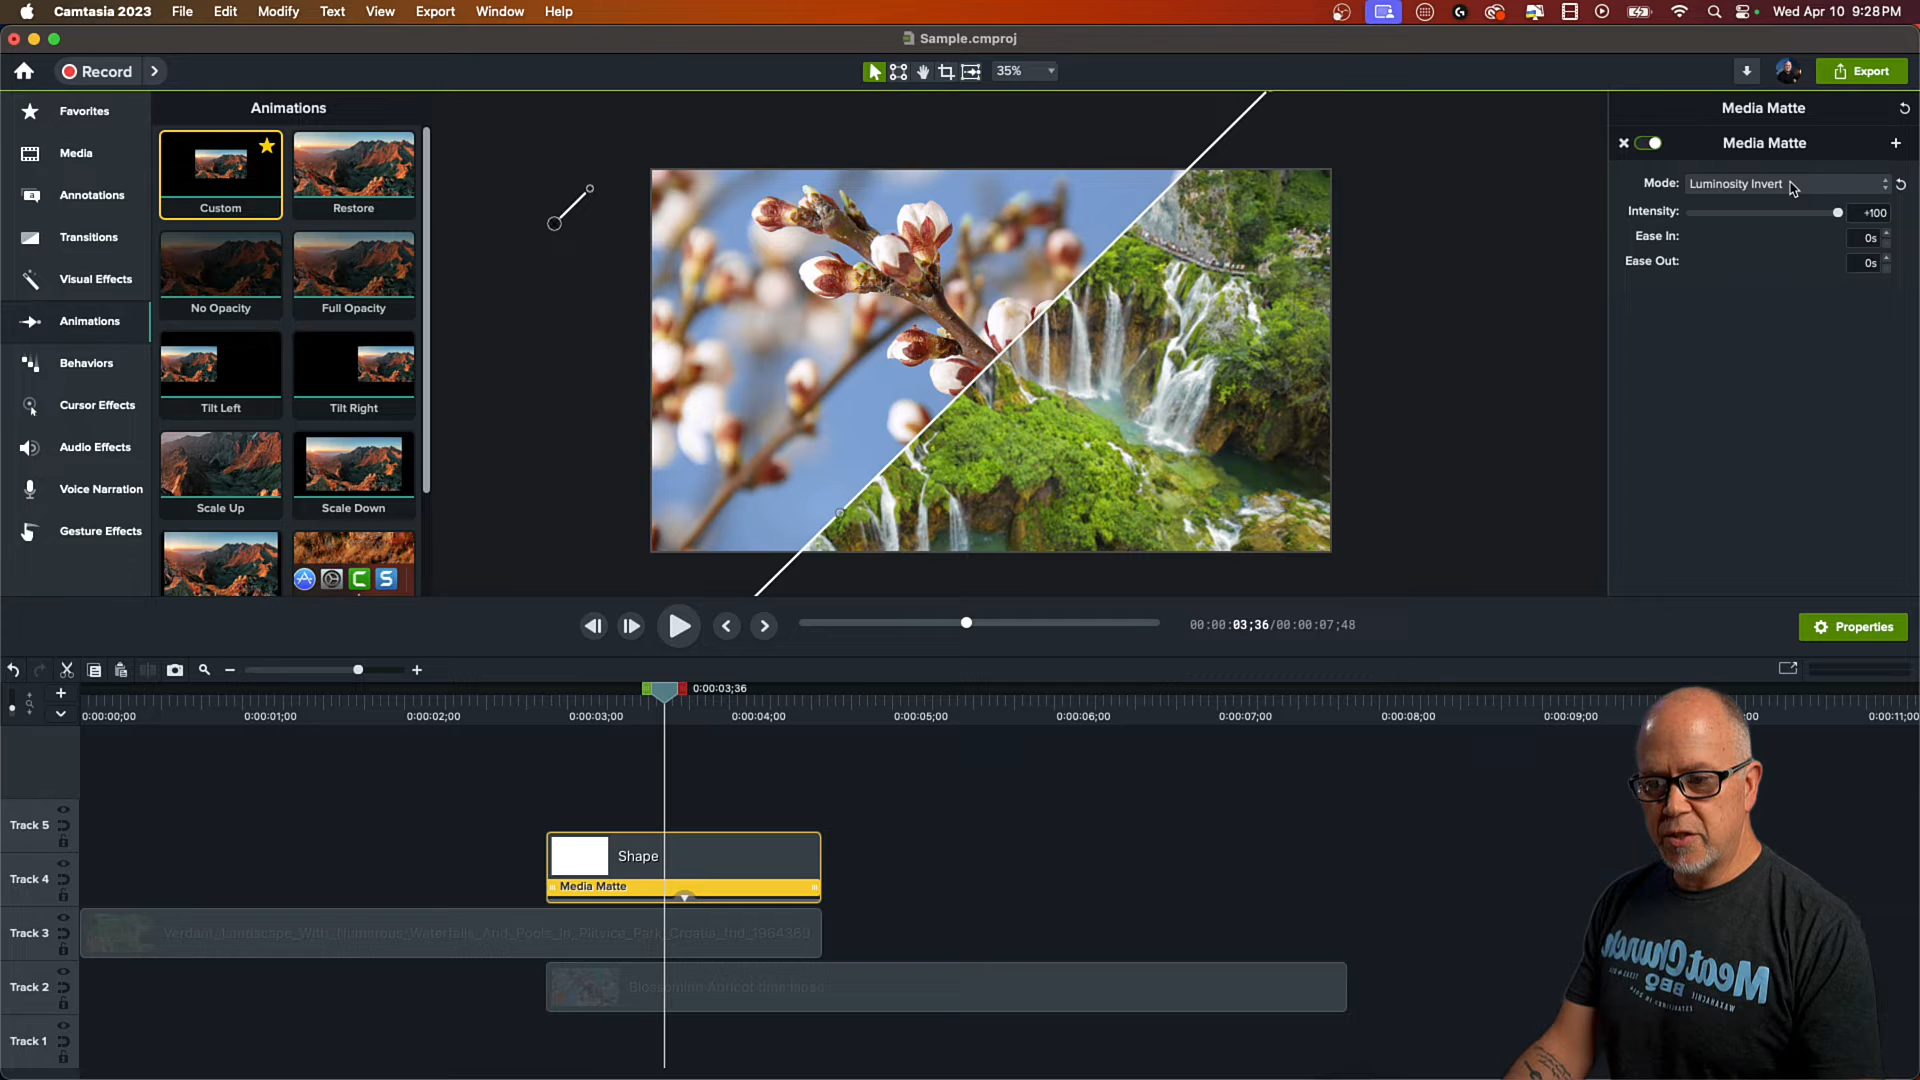 Camtasia 2023 File Edit Modify Text View Export Window Help Wed Apr 10 9:28 PM
Sample.cmproj
Record 35% Export
Favorites
Media
Annotations
Transitions
Visual Effects
Animations
Behaviors
Cursor Effects
Audio Effects
Voice Narration
Gesture Effects
Animations
Custom Restore
No Opacity Full Opacity
Tilt Left Tilt Right
Scale Up Scale Down
Media Matte
Media Matte
Mode: Luminosity Invert
Intensity: +100
Ease In: 0s
Ease Out: 0s
00:00:03;36/00:00:07;48
Properties
0:00:03;36
0:00:00;00 0:00:01;00 0:00:02;00 0:00:03;00 0:00:04;00 0:00:05;00 0:00:06;00 0:00:07;00 0:00:08;00 0:00:09;00 0:00:11;00
Track 5
Track 4
Shape
Media Matte
Track 3
Verdant_Landscape_With_Numerous_Waterfalls_And_Pools_In_Plitvice_Park_Croatia_fhd_1964369
Track 2
Blossoming Apricot time lapse
Track 1
Meat Church
BBQ